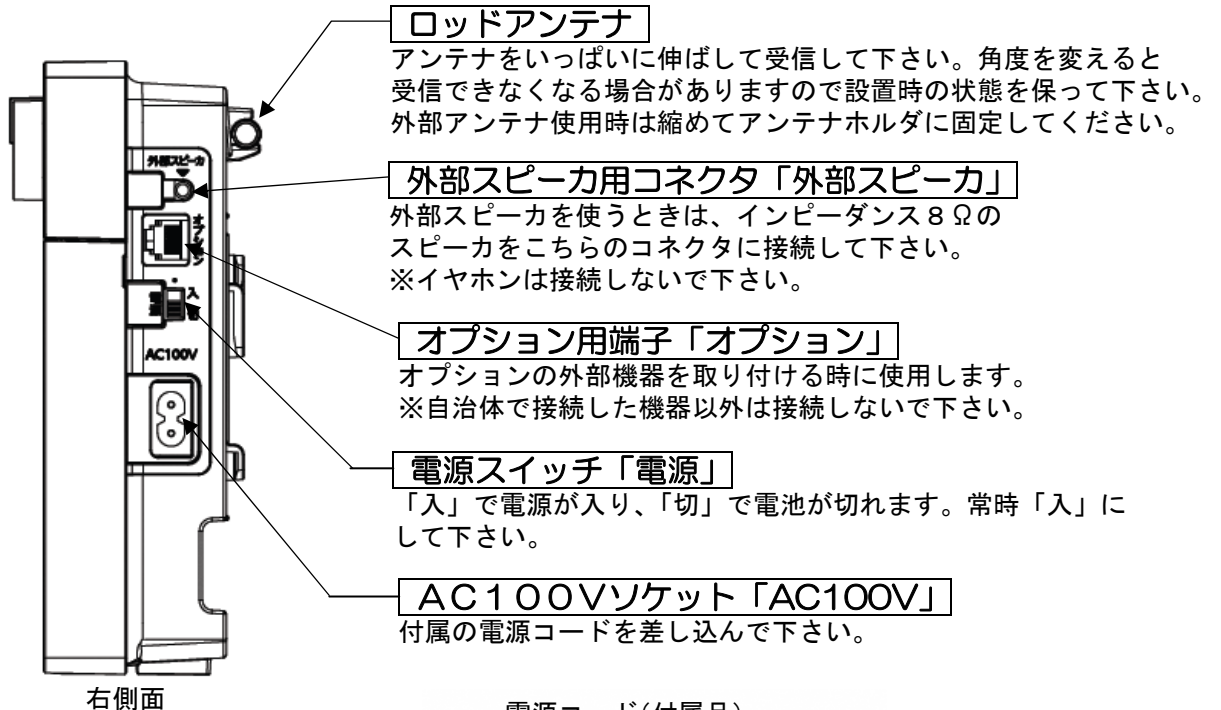 ロッドアンテナ
アンテナをいっぱいに伸ばして受信して下さい。角度を変えると
受信できなくなる場合がありますので設置時の状態を保って下さい。
外部アンテナ使用時は縮めてアンテナホルダに固定してください。
外部スピーカ
外部スピーカ用コネクタ「外部スピーカ」
外部スピーカを使うときは、インピーダンス8Ωの
スピーカをこちらのコネクタに接続して下さい。
※イヤホンは接続しないで下さい。
オプション
オプション用端子「オプション」
オプションの外部機器を取り付ける時に使用します。
※自治体で接続した機器以外は接続しないで下さい。
入
AC100V
電源スイッチ「電源」
「入」で電源が入り、「切」で電池が切れます。常時「入」に
して下さい。
AC100Vソケット「AC100V」
付属の電源コードを差し込んで下さい。
右側面
電源コード(付属品)